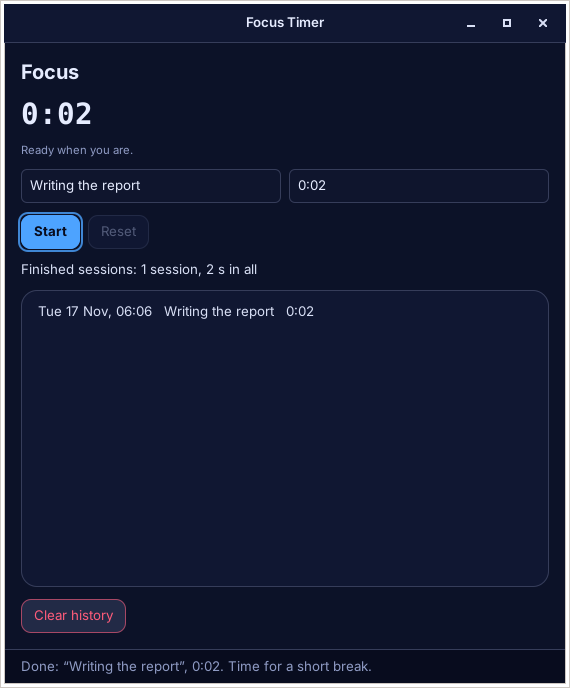 Focus Timer
Focus
0:02
Ready when you are.
Writing the report 0:02
Start Reset
Finished sessions: 1 session, 2 s in all
Tue 17 Nov, 06:06 Writing the report 0:02
Clear history
Done: “Writing the report”, 0:02. Time for a short break.